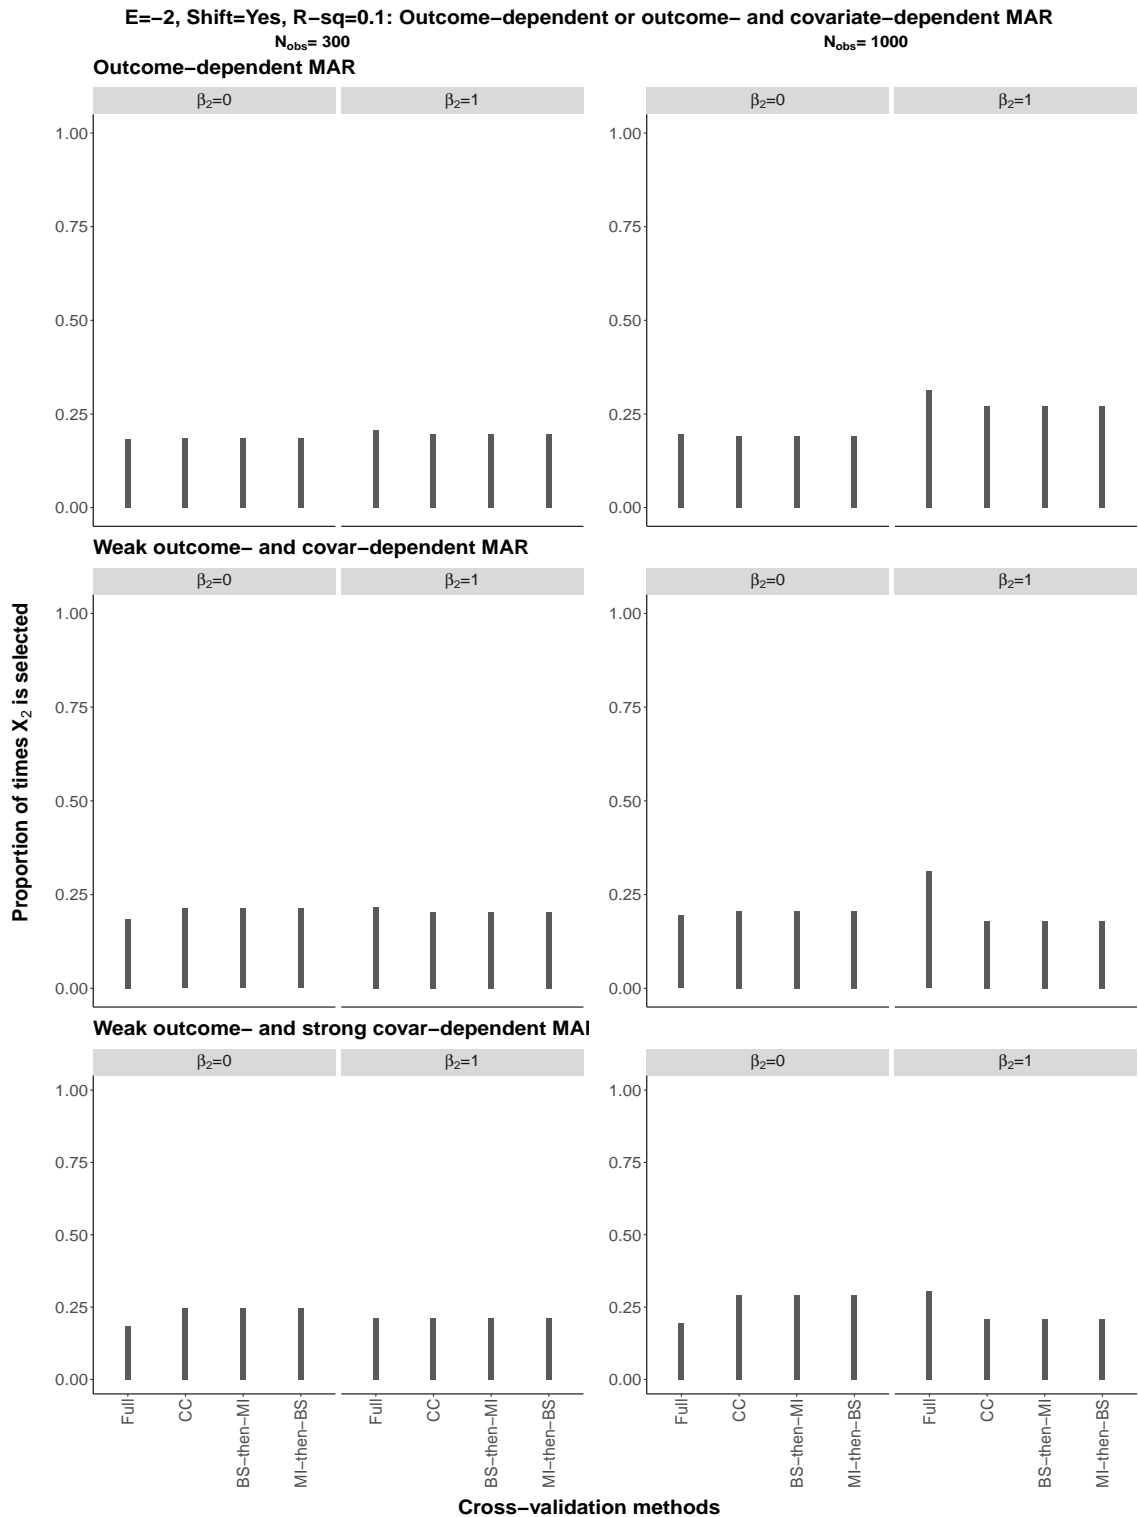 E=−2, Shift=Yes, R−sq=0.1: Outcome−dependent or outcome− and covariate−dependent MAR
Nobs= 300
Nobs= 1000
Outcome−dependent MAR
β2=0
β2=1
β2=0
β2=1
1.00
0.75
0.50
0.25
0.00
1.00
0.75
0.50
0.25
0.00
Weak outcome− and covar−dependent MAR
β2=0
β2=1
β2=0
β2=1
1.00
0.75
0.50
0.25
0.00
1.00
0.75
0.50
0.25
0.00
Proportion of times X2 is selected
Weak outcome− and strong covar−dependent MA
β2=0
β2=1
β2=0
β2=1
1.00
0.75
0.50
0.25
0.00
1.00
0.75
0.50
0.25
0.00
Full
CC
BS−then−MI
MI−then−BS
Full
CC
BS−then−MI
MI−then−BS
Full
CC
BS−then−MI
MI−then−BS
Full
CC
BS−then−MI
MI−then−BS
Cross−validation methods